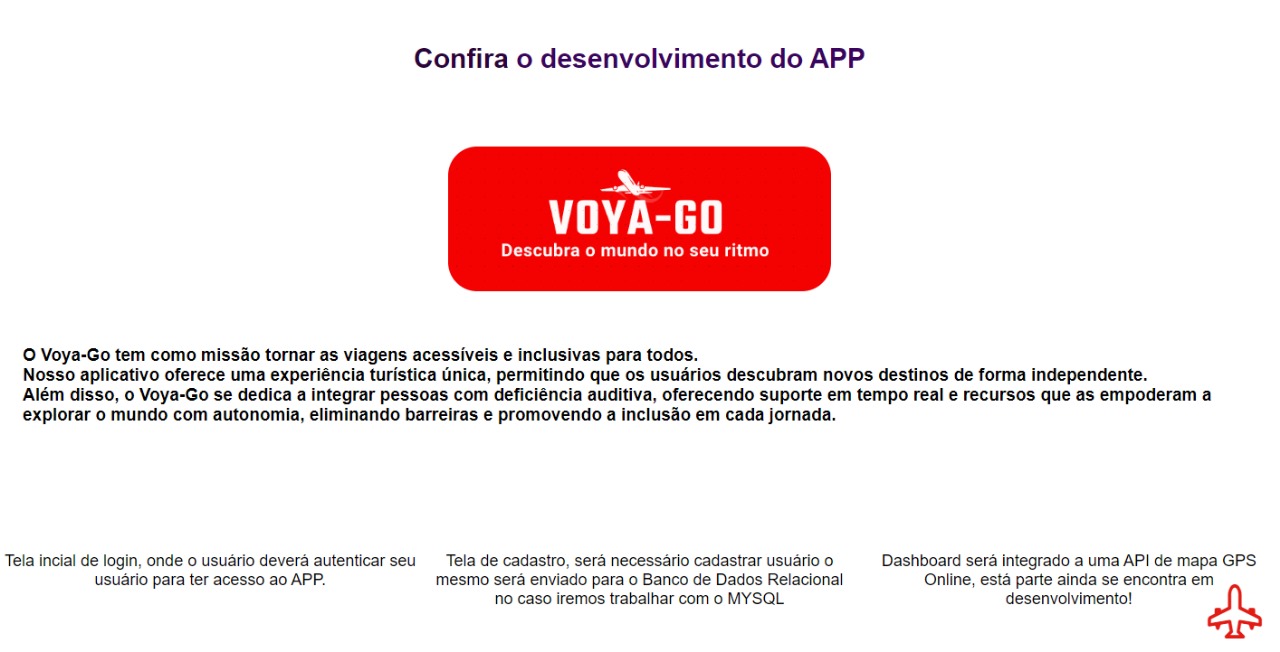 Confira o desenvolvimento do APP
VOYA-GO
Descubra o mundo no seu ritmo
O Voya-Go tem como missão tornar as viagens acessíveis e inclusivas para todos.
Nosso aplicativo oferece uma experiência turística única, permitindo que os usuários descubram novos destinos de forma independente.
Além disso, o Voya-Go se dedica a integrar pessoas com deficiência auditiva, oferecendo suporte em tempo real e recursos que as empoderam a
explorar o mundo com autonomia, eliminando barreiras e promovendo a inclusão em cada jornada.
Tela incial de login, onde o usuário deverá autenticar seu
usuário para ter acesso ao APP.
Tela de cadastro, será necessário cadastrar usuário o
mesmo será enviado para o Banco de Dados Relacional
no caso iremos trabalhar com o MYSQL
Dashboard será integrado a uma API de mapa GPS
Online, está parte ainda se encontra em
desenvolvimento!